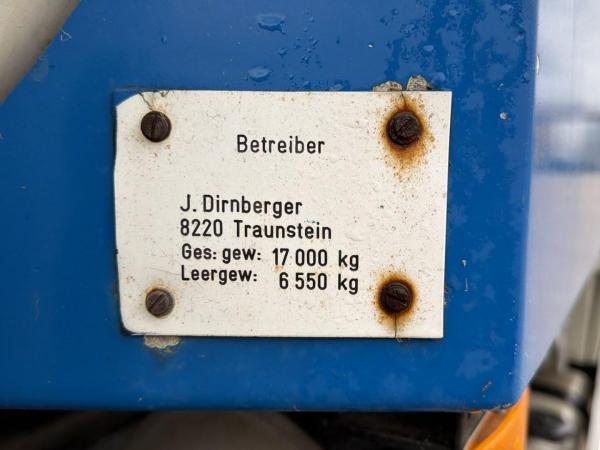 Betreiber
J. Dirnberger
8220 Traunstein
Ges: gew: 17 000 kg
Leergew: 6 550 kg